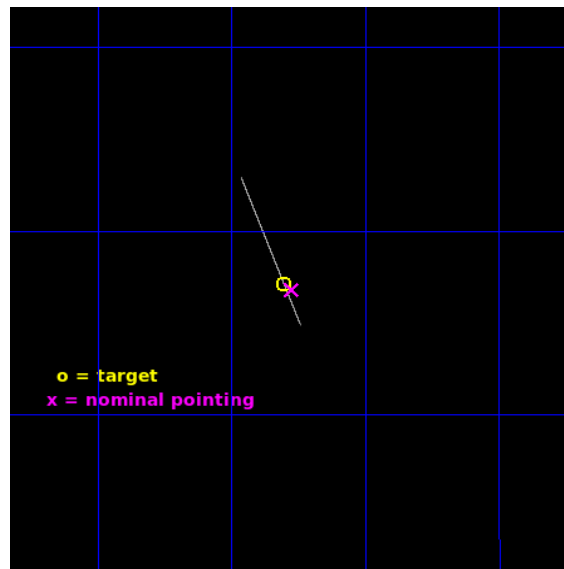 o = target
x = nominal pointing